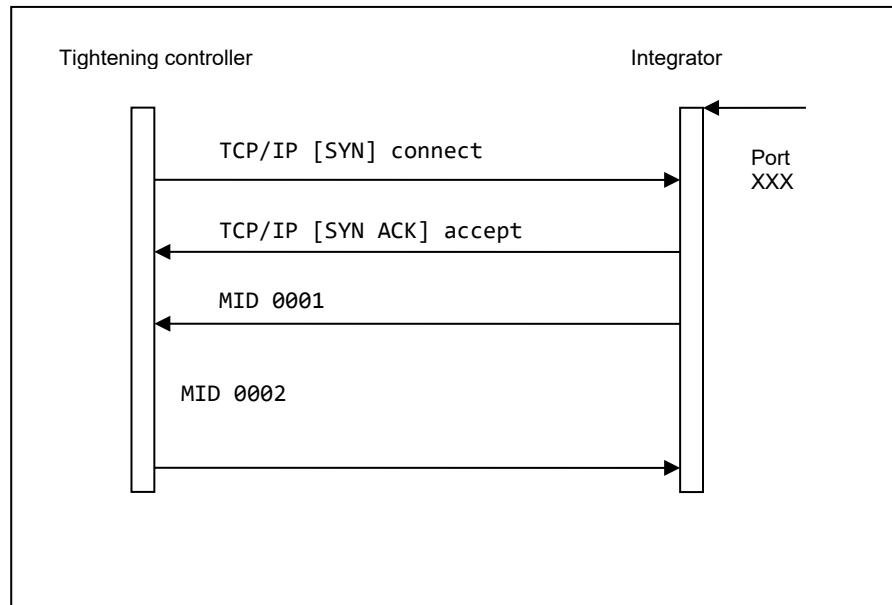 Tightening controller
Integrator
TCP/IP [SYN] connect
Port
XXX
TCP/IP [SYN ACK] accept
MID 0001
MID 0002